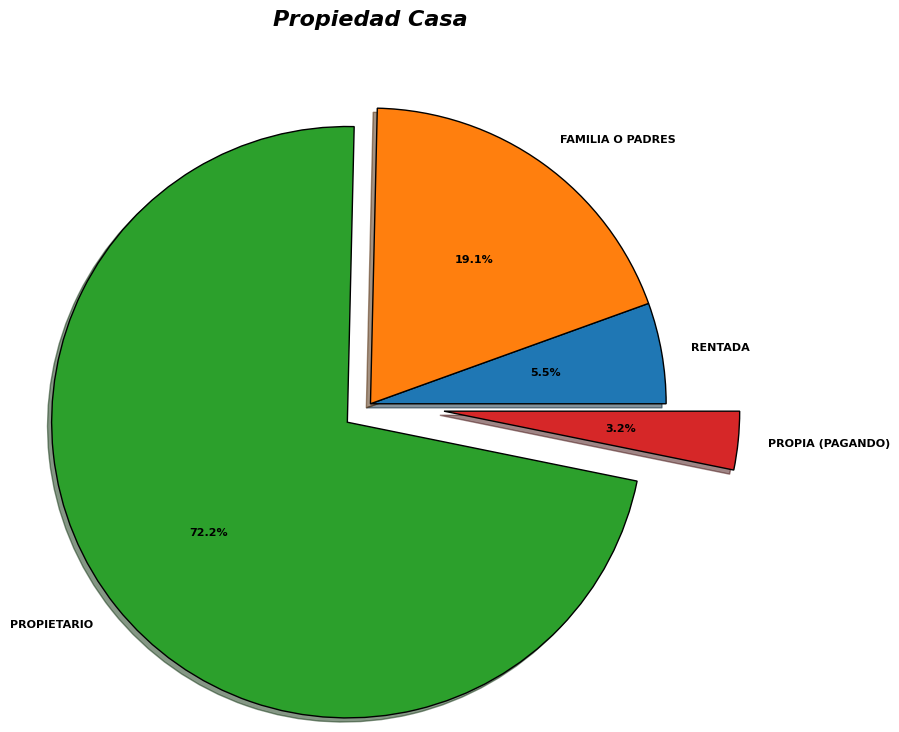 Propiedad Casa
FAMILIA O PADRES
19.1%
RENTADA
5.5%
3.2%
PROPIA (PAGANDO)
72.2%
PROPIETARIO